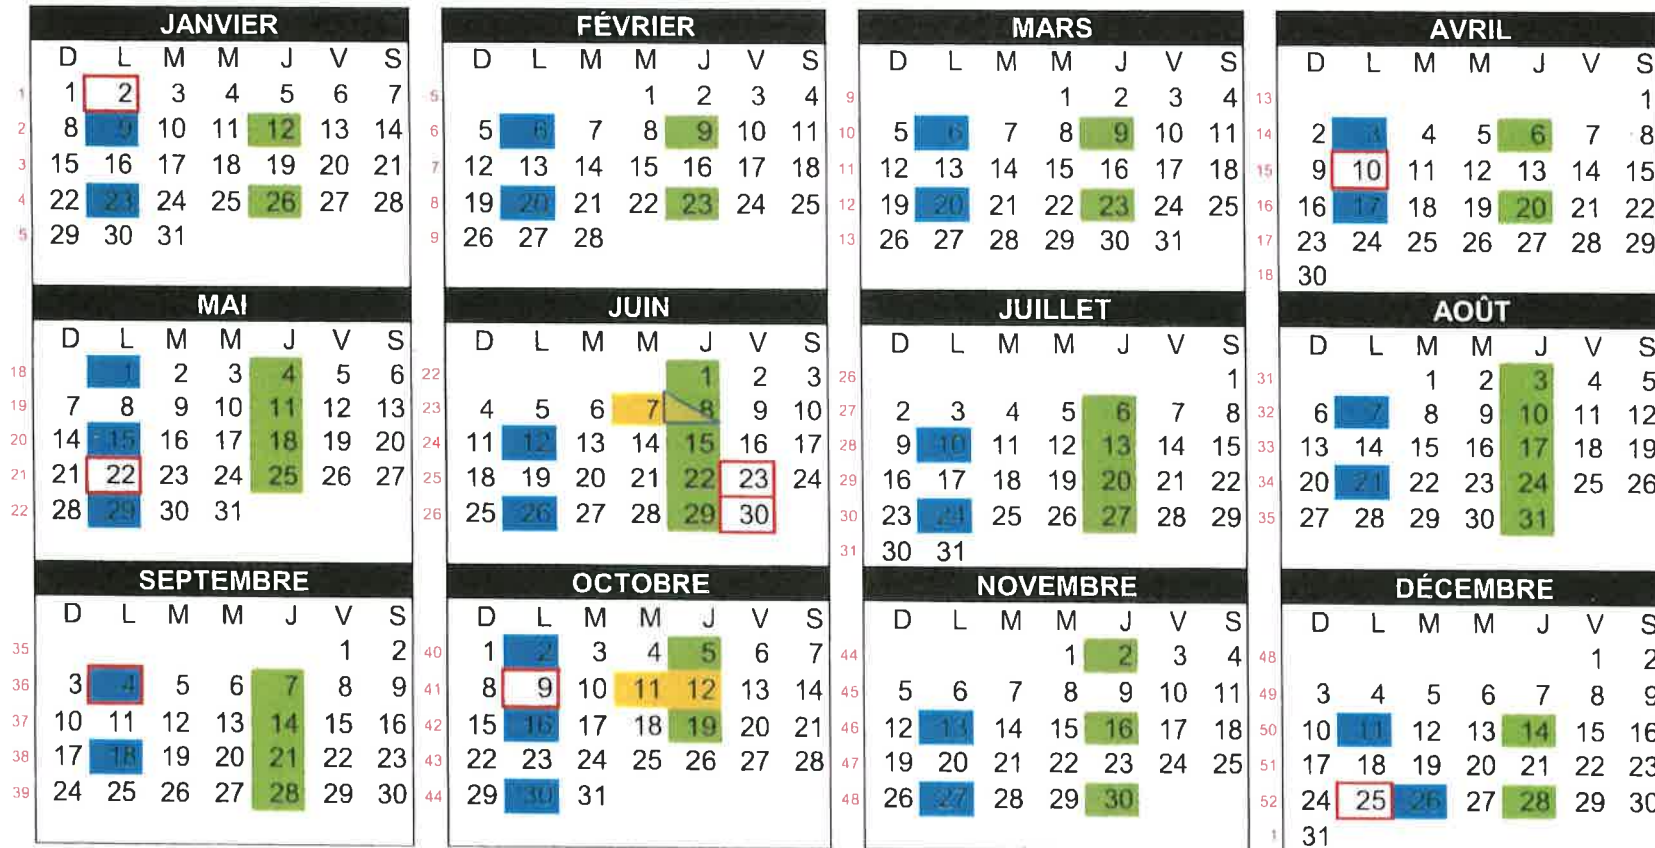 JANVIER
D L M M J V S
1 1 2 3 4 5 6 7
2 8 9 10 11 12 13 14
3 15 16 17 18 19 20 21
4 22 23 24 25 26 27 28
5 29 30 31
FÉVRIER
D L M M J V S
5 1 2 3 4
6 5 6 7 8 9 10 11
7 12 13 14 15 16 17 18
8 19 20 21 22 23 24 25
9 26 27 28
MARS
D L M M J V S
9 1 2 3 4
10 5 6 7 8 9 10 11
11 12 13 14 15 16 17 18
12 19 20 21 22 23 24 25
13 26 27 28 29 30 31
AVRIL
D L M M J V S
13 1
14 2 3 4 5 6 7 8
15 9 10 11 12 13 14 15
16 16 17 18 19 20 21 22
17 23 24 25 26 27 28 29
18 30
MAI
D L M M J V S
18 1 2 3 4 5 6
19 7 8 9 10 11 12 13
20 14 15 16 17 18 19 20
21 21 22 23 24 25 26 27
22 28 29 30 31
JUIN
D L M M J V S
22 1 2 3
23 4 5 6 7 8 9 10
24 11 12 13 14 15 16 17
25 18 19 20 21 22 23 24
26 25 26 27 28 29 30
JUILLET
D L M M J V S
26 1
27 2 3 4 5 6 7 8
28 9 10 11 12 13 14 15
29 16 17 18 19 20 21 22
30 23 24 25 26 27 28 29
31 30 31
AOÛT
D L M M J V S
31 1 2 3 4 5
32 6 7 8 9 10 11 12
33 13 14 15 16 17 18 19
34 20 21 22 23 24 25 26
35 27 28 29 30 31
SEPTEMBRE
D L M M J V S
35 1 2
36 3 4 5 6 7 8 9
37 10 11 12 13 14 15 16
38 17 18 19 20 21 22 23
39 24 25 26 27 28 29 30
OCTOBRE
D L M M J V S
40 1 2 3 4 5 6 7
41 8 9 10 11 12 13 14
42 15 16 17 18 19 20 21
43 22 23 24 25 26 27 28
44 29 30 31
NOVEMBRE
D L M M J V S
44 1 2 3 4
45 5 6 7 8 9 10 11
46 12 13 14 15 16 17 18
47 19 20 21 22 23 24 25
48 26 27 28 29 30
DÉCEMBRE
D L M M J V S
48 1 2
49 3 4 5 6 7 8 9
50 10 11 12 13 14 15 16
51 17 18 19 20 21 22 23
52 24 25 26 27 28 29 30
1 31